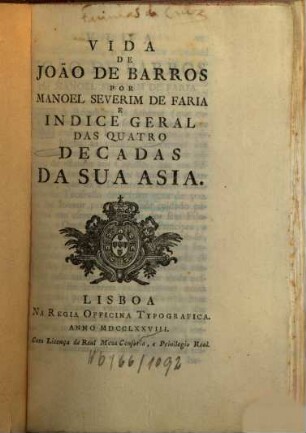 VIDA
DE
JOÃO DE BARROS
POR
MANOEL SEVERIM DE FARIA
E
INDICE GERAL
DAS QUATRO
DECADAS
DA SUA ASIA.
LISBOA
NA REGIA OFFICINA TYPOGRAFICA.
ANNO MDCCLXXVIII.
Com Licença da Real Meza Censoria, e Privilegio Real.